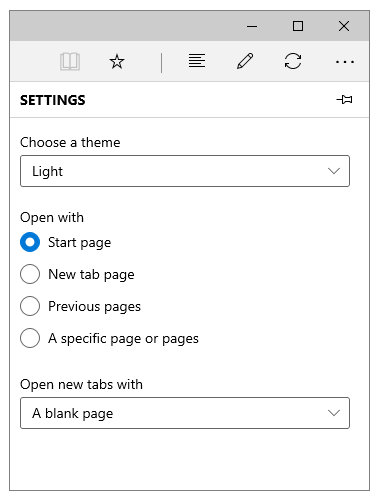 SETTINGS
Choose a theme
Light
Open with
Start page
New tab page
Previous pages
A specific page or pages
Open new tabs with
A blank page